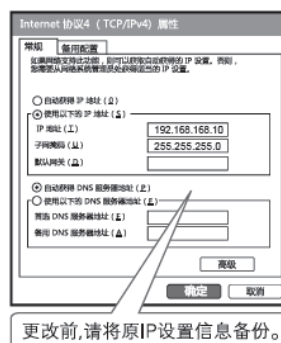 Internet 协议4 （TCP/IPv4) 属性
常规
备用配置
如果网络支持此功能，则可以获取自动获得的 IP 设置。否则，
您需要从网络系统管理员处获得适当的 IP 设置。
自动获得 IP 地址 (O)
使用以下的 IP 地址 (S)
IP 地址 (I) 192.168.168.10
子网掩码 (U) 255.255.255.0
默认网关 (D)
自动获得 DNS 服务器地址 (P)
使用以下的 DNS 服务器地址 (E)
首选 DNS 服务器地址 (E)
备用 DNS 服务器地址 (A)
高级
确定 取消
更改前,请将原IP设置信息备份。